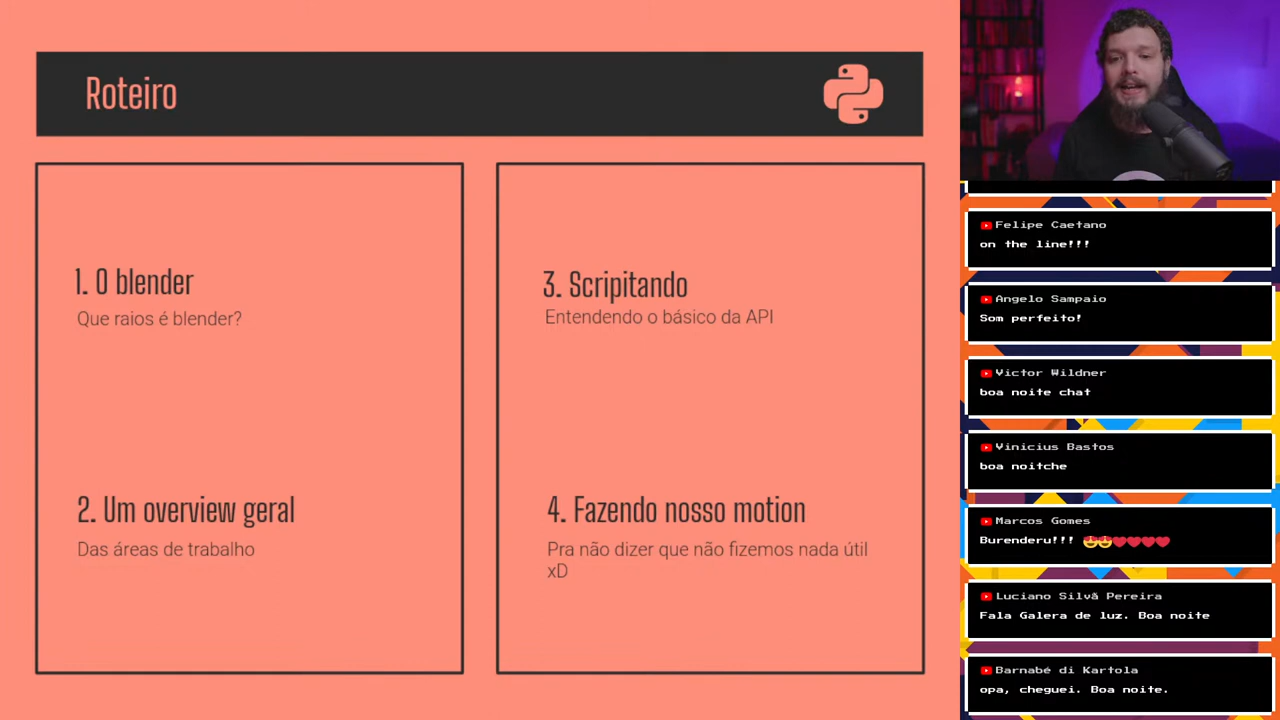 Roteiro
1. O blender
Que raios é blender?
2. Um overview geral
Das áreas de trabalho
3. Scripitando
Entendendo o básico da API
4. Fazendo nosso motion
Pra não dizer que não fizemos nada útil
xD
Felipe Caetano
on the line!!!
Angelo Sampaio
Som perfeito!
Victor Wildner
boa noite chat
Vinicius Bastos
boa noitche
Marcos Gomes
Burenderu!!! 😍😍❤❤❤❤
Luciano Silvã Pereira
Fala Galera de luz. Boa noite
Barnabé di Kartola
opa, cheguei. Boa noite.